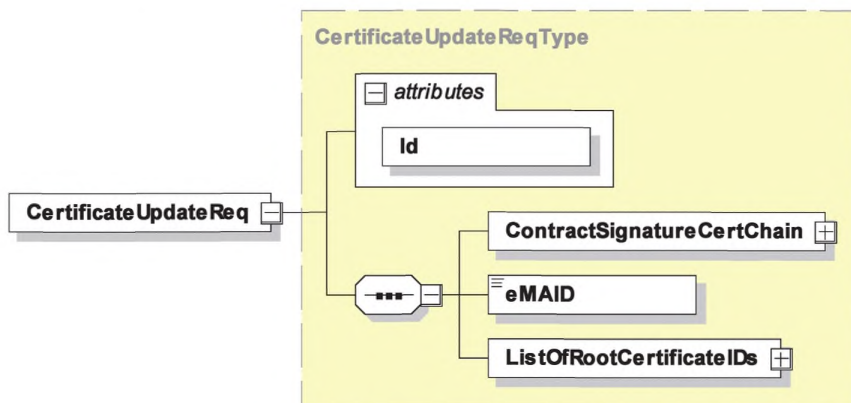 CertificateUpdateReqType
attributes
Id
CertificateUpdateReq
ContractSignatureCertChain
eMAID
ListOfRootCertificateIDs